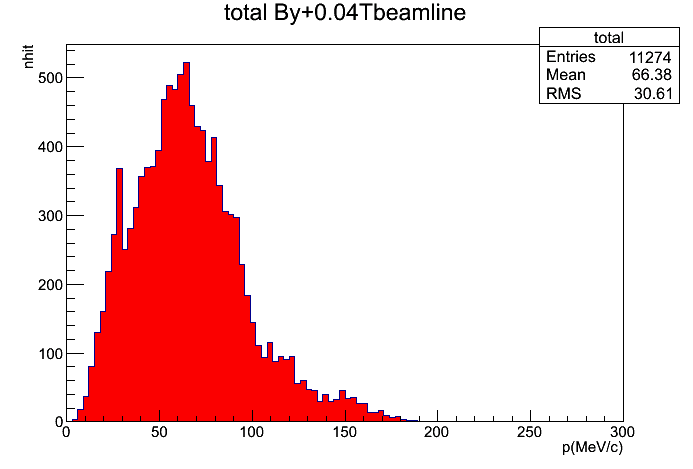 total By+0.04Tbeamline
total
Entries 11274
Mean 66.38
RMS 30.61
nhit
500
400
300
200
100
0
0 50 100 150 200 250 300
p(MeV/c)